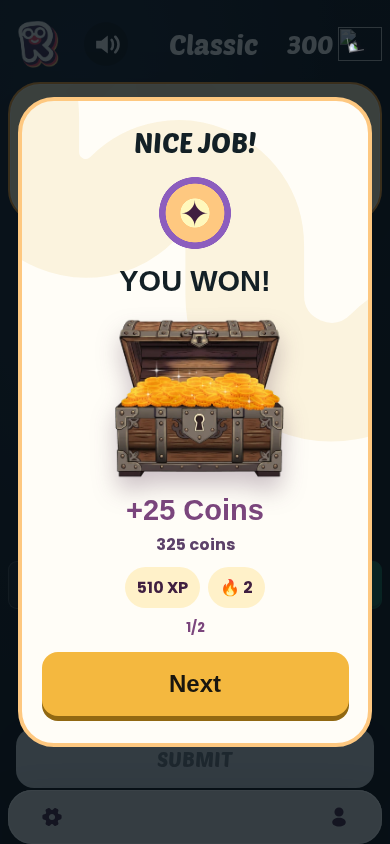 Classic
300
NICE JOB!
YOU WON!
+25 Coins
325 coins
510 XP
🔥 2
1/2
Next
SUBMIT